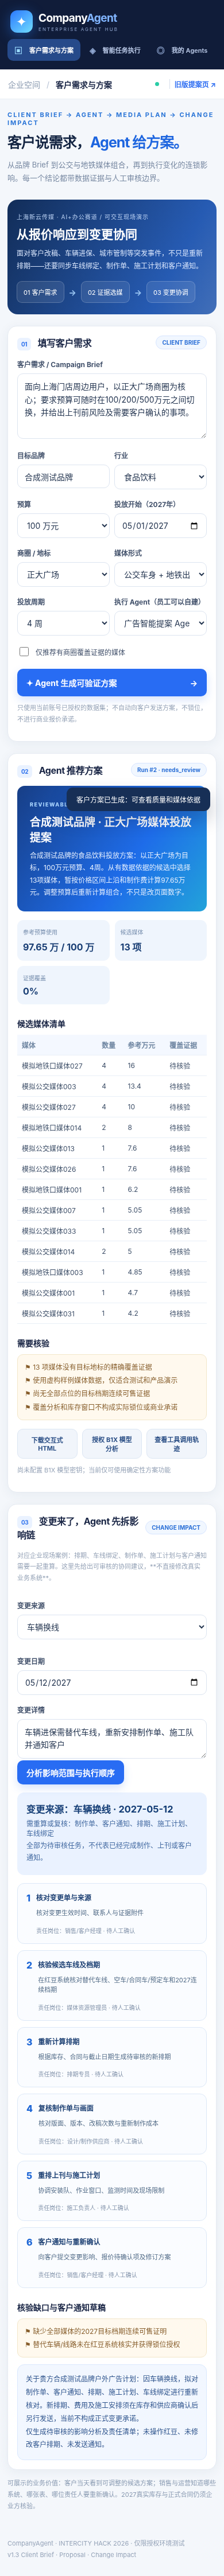 CompanyAgent
ENTERPRISE AGENT HUB
客户需求与方案
智能任务执行
我的 Agents
企业空间 / 客户需求与方案
旧版提案页 ↗
CLIENT BRIEF → AGENT → MEDIA PLAN → CHANGE
IMPACT
客户说需求，Agent 给方案。
从品牌 Brief 到公交与地铁媒体组合，再到执行变化的连锁影
响，每一个结论都带数据证据与人工审核边界。
上海新云传媒 · AI+办公赛道 / 可交互现场演示
从报价响应到变更协同
面对客户改稿、车辆退保、城市管制等突发事件，不只是重新
排期——还要同步车线绑定、制作单、施工计划和客户通知。
01 客户需求
→
02 证据选媒
→
03 变更协调
01 填写客户需求
CLIENT BRIEF
客户需求 / Campaign Brief
面向上海门店周边用户，以正大广场商圈为核
心；要求预算可随时在100/200/500万元之间切
换，并给出上刊前风险及需要客户确认的事项。
目标品牌
行业
合成测试品牌
食品饮料
预算
投放开始（2027年）
100 万元
05/01/2027
商圈 / 地标
媒体形式
正大广场
公交车身 + 地铁出
投放周期
执行 Agent（员工可以自建）
4 周
广告智能提案 Age
仅推荐有商圈覆盖证据的媒体
✦ Agent 生成可验证方案 →
只使用当前账号已授权的数据集；不自动向客户发送方案，不锁位，
不进行商业报价承诺。
02 Agent 推荐方案
Run #2 · needs_review
客户方案已生成：可查看质量和媒体依据
合成测试品牌 · 正大广场媒体投放
提案
合成测试品牌的食品饮料投放方案：以正大广场为目
标，100万元预算、4周。从有数据依据的候选中选择
13项媒体，暂按价格区间上沿和制作费计算97.65万
元。调整预算后重新计算组合，不只是改页面数字。
参考预算使用
97.65 万 / 100 万
候选媒体
13 项
证据覆盖
0%
候选媒体清单
媒体 数量 参考万元 覆盖证据
模拟地铁口媒体027 4 16 待核验
模拟公交媒体003 4 13.4 待核验
模拟公交媒体027 4 10 待核验
模拟地铁口媒体014 2 8 待核验
模拟公交媒体013 1 7.6 待核验
模拟公交媒体026 1 7.6 待核验
模拟地铁口媒体001 1 6.2 待核验
模拟公交媒体007 1 5.05 待核验
模拟公交媒体033 1 5.05 待核验
模拟公交媒体014 2 5 待核验
模拟地铁口媒体003 1 4.85 待核验
模拟公交媒体001 1 4.7 待核验
模拟公交媒体031 1 4.2 待核验
需要核验
⚑ 13 项媒体没有目标地标的精确覆盖证据
⚑ 使用虚构样例媒体数据，仅适合测试和产品演示
⚑ 尚无全部点位的目标档期连续可售证据
⚑ 覆盖分析和库存窗口不构成实际锁位或商业承诺
下载交互式
HTML
授权 B1X 模型
分析
查看工具调用轨
迹
尚未配置 B1X 模型密钥；当前仅可使用确定性方案功能
03 变更来了，Agent 先拆影
响链
CHANGE IMPACT
对应企业现场案例：排期、车线绑定、制作单、施工计划与客户通知
需要一起重算。这里先给出可审核的协同建议，**不直接修改真实
业务系统**。
变更来源
车辆换线
变更日期
05/12/2027
变更详情
车辆进保需替代车线，重新安排制作单、施工队
并通知客户
分析影响范围与执行顺序
变更来源：车辆换线 · 2027-05-12
需重算或复核：制作单、客户通知、排期、施工计划、
车线绑定
全部为待审核任务，不代表已经完成制作、上刊或客户
通知。
1 核对变更单与来源
核对变更生效时间、联系人与证据附件
责任岗位：销售/客户经理 · 待人工确认
2 核验候选车线及档期
在红豆系统核对替代车线、空车/合同车/预定车和2027连
续档期
责任岗位：媒体资源管理员 · 待人工确认
3 重新计算排期
根据库存、合同与截止日期生成待审核的新排期
责任岗位：排期专员 · 待人工确认
4 复核制作单与画面
核对版面、版本、改稿次数与重新制作成本
责任岗位：设计/制作供应商 · 待人工确认
5 重排上刊与施工计划
协调安装队、作业窗口、监测时间及现场限制
责任岗位：施工负责人 · 待人工确认
6 客户通知与重新确认
向客户提交变更影响、报价待确认项及修订方案
责任岗位：销售/客户经理 · 待人工确认
核验缺口与客户通知草稿
⚑ 缺少全部媒体的2027目标档期连续可售证明
⚑ 替代车辆/线路未在红豆系统核实并获得锁位授权
关于贵方合成测试品牌户外广告计划：因车辆换线，拟对
制作单、客户通知、排期、施工计划、车线绑定进行重新
核对。新排期、费用及施工安排须在库存和供应商确认后
另行发送，当前不构成正式变更承诺。
仅生成待审核的影响分析及责任清单；未操作红豆、未修
改客户排期、未发送通知。
可展示的业务价值：客户当天看到可调整的候选方案；销售与运营知道哪些
系统、哪张表、哪位责任人要重新确认。2027真实库存与正式合同仍须企
业方核验。
CompanyAgent · INTERCITY HACK 2026 · 仅限授权环境测试
v1.3 Client Brief · Proposal · Change Impact